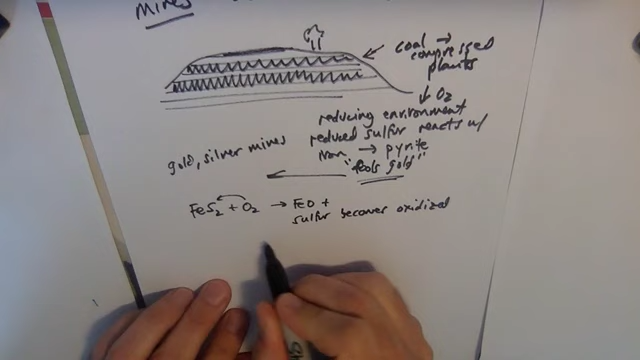 mines
coal →
compressed
plants
↓ O2
reducing environment
reduced sulfur reacts w/
iron → pyrite
"fools gold"
gold, silver mines
FeS2 + O2 → FeO +
sulfur becomes oxidized